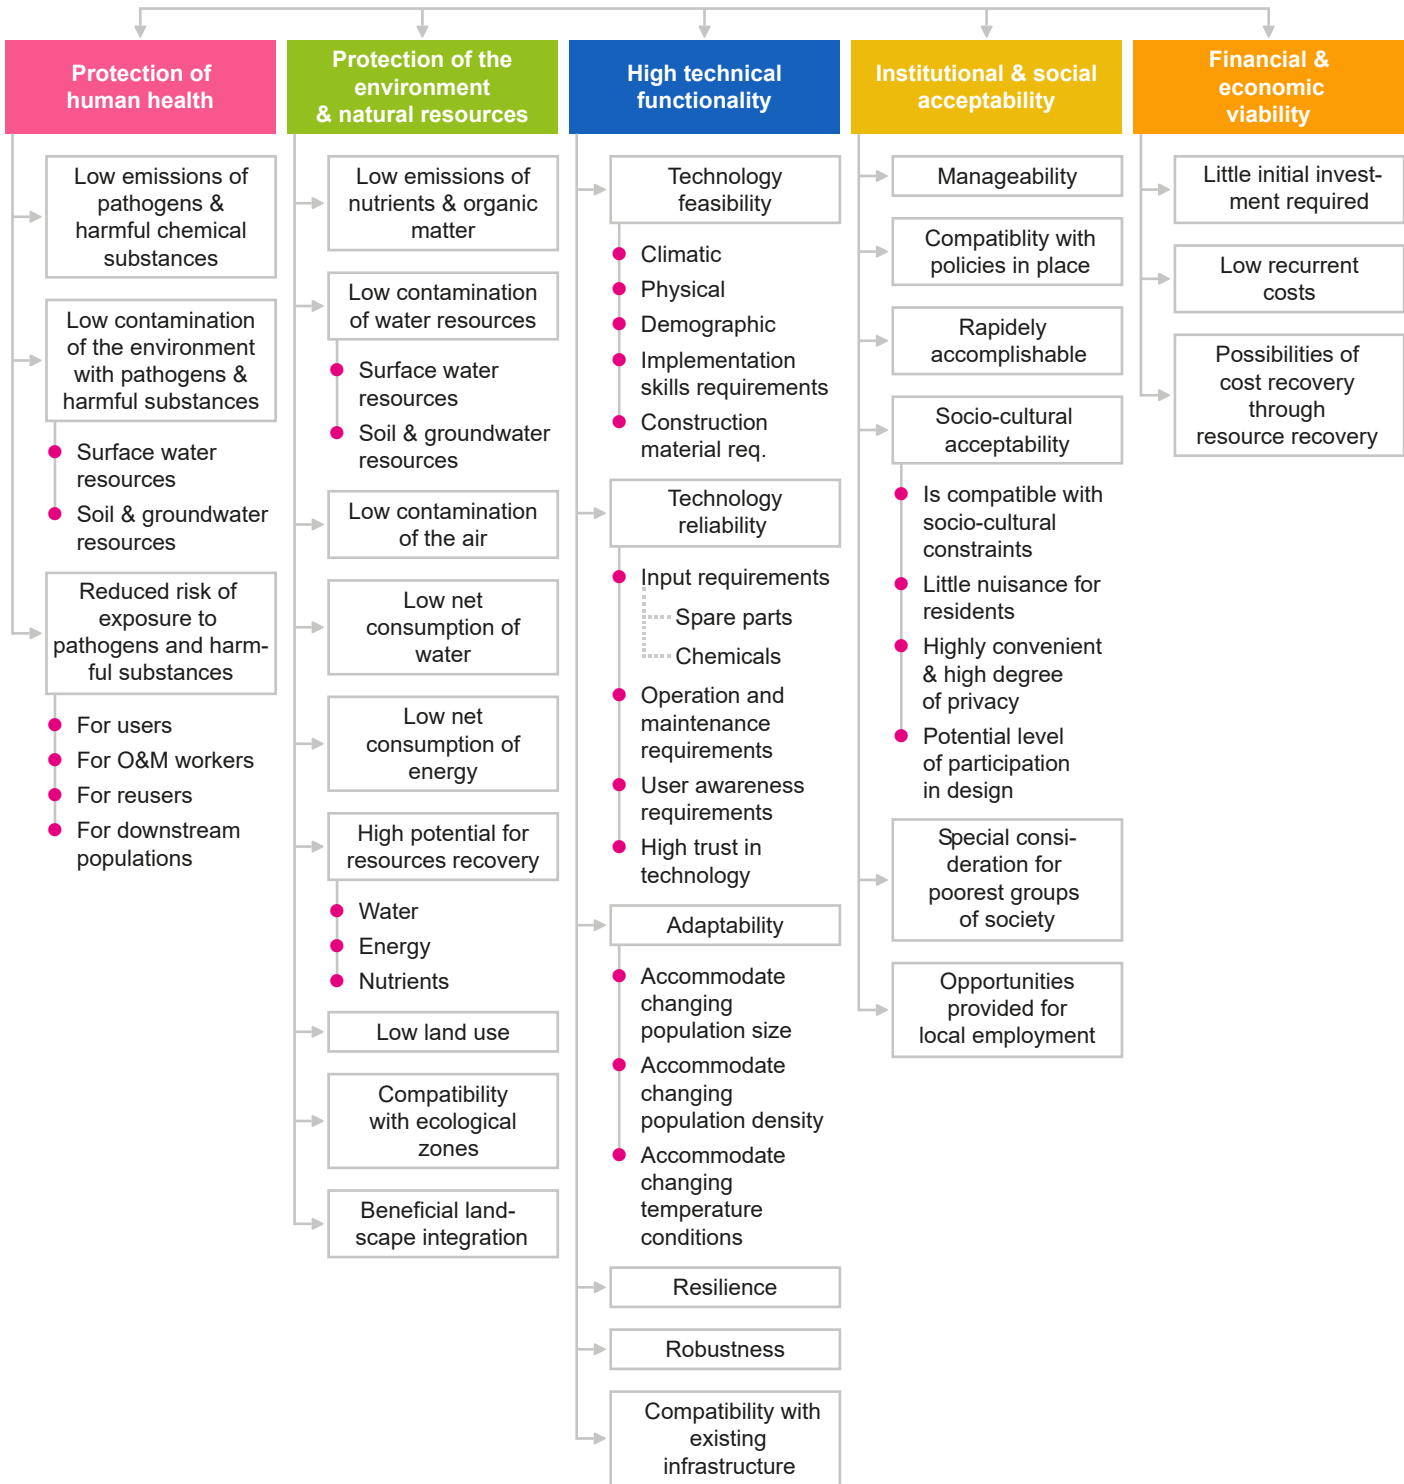 Protection of
human health
Low emissions of
pathogens &
harmful chemical
substances
Low contamination
of the environment
with pathogens &
harmful substances
Surface water
resources
Soil & groundwater
resources
Reduced risk of
exposure to
pathogens and harm-
ful substances
For users
For O&M workers
For reusers
For downstream
populations
Protection of the
environment
& natural resources
Low emissions of
nutrients & organic
matter
Low contamination
of water resources
Surface water
resources
Soil & groundwater
resources
Low contamination
of the air
Low net
consumption of
water
Low net
consumption of
energy
High potential for
resources recovery
Water
Energy
Nutrients
Low land use
Compatibility
with ecological
zones
Beneficial land-
scape integration
High technical
functionality
Technology
feasibility
Climatic
Physical
Demographic
Implementation
skills requirements
Construction
material req.
Technology
reliability
Input requirements
Spare parts
Chemicals
Operation and
maintenance
requirements
User awareness
requirements
High trust in
technology
Adaptability
Accommodate
changing
population size
Accommodate
changing
population density
Accommodate
changing
temperature
conditions
Resilience
Robustness
Compatibility with
existing
infrastructure
Institutional & social
acceptability
Manageability
Compatiblity with
policies in place
Rapidely
accomplishable
Socio-cultural
acceptability
Is compatible with
socio-cultural
constraints
Little nuisance for
residents
Highly convenient
& high degree
of privacy
Potential level
of participation
in design
Special consi-
deration for
poorest groups
of society
Opportunities
provided for
local employment
Financial &
economic
viability
Little initial invest-
ment required
Low recurrent
costs
Possibilities of
cost recovery
through
resource recovery